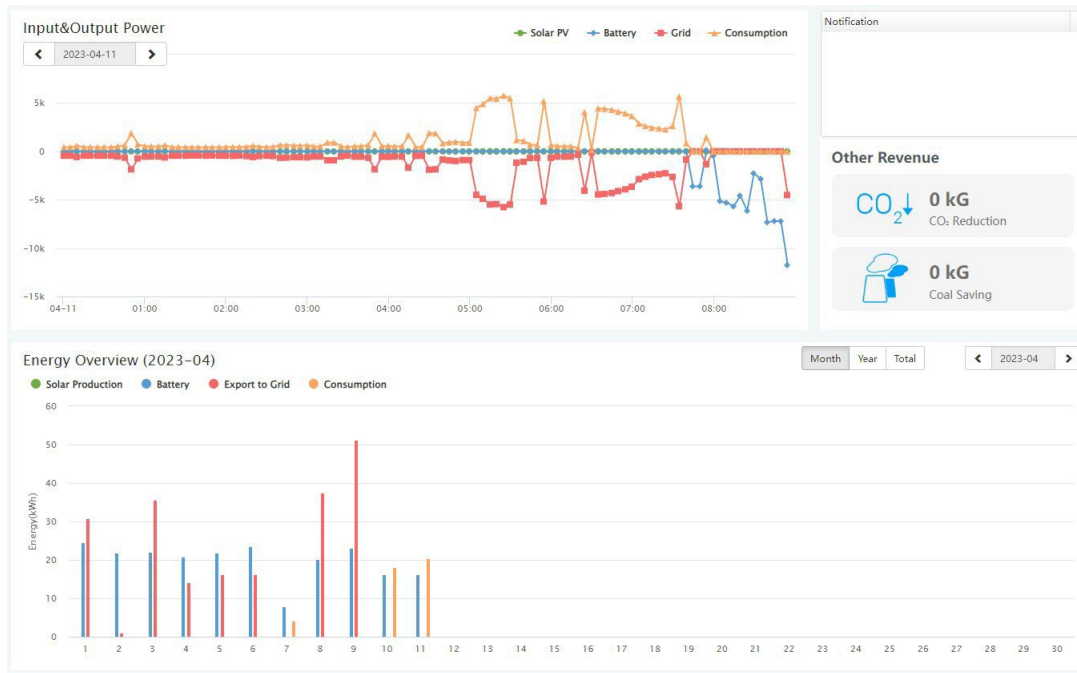 Input&Output Power
Solar PV Battery Grid Consumption
2023-04-11
5k
0
-5k
-10k
-15k
04-11 01:00 02:00 03:00 04:00 05:00 06:00 07:00 08:00
Notification
Other Revenue
CO2 0 kG
CO₂ Reduction
0 kG
Coal Saving
Energy Overview (2023-04)
Month Year Total 2023-04
Solar Production Battery Export to Grid Consumption
Energy(kWh)
60
50
40
30
20
10
0
1 2 3 4 5 6 7 8 9 10 11 12 13 14 15 16 17 18 19 20 21 22 23 24 25 26 27 28 29 30